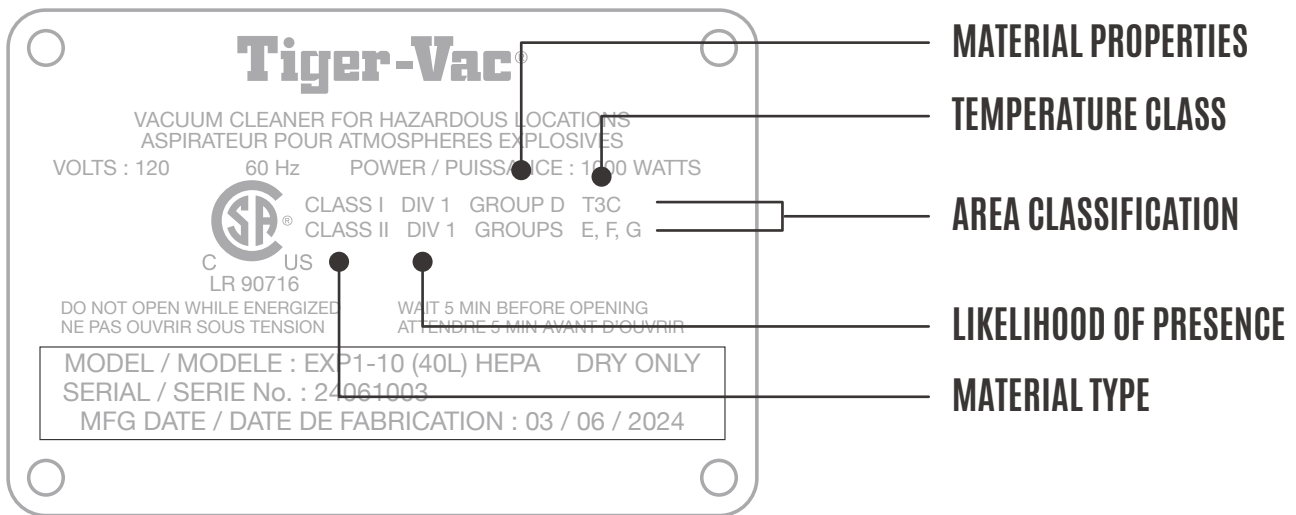 Tiger-Vac®
VACUUM CLEANER FOR HAZARDOUS LOCATIONS
ASPIRATEUR POUR ATMOSPHERES EXPLOSIVES
VOLTS : 120 60 Hz POWER / PUISSANCE : 1000 WATTS
CLASS I DIV 1 GROUP D T3C
CLASS II DIV 1 GROUPS E, F, G
SA ®
C US
LR 90716
DO NOT OPEN WHILE ENERGIZED
NE PAS OUVRIR SOUS TENSION
WAIT 5 MIN BEFORE OPENING
ATTENDRE 5 MIN AVANT D'OUVRIR
MODEL / MODELE : EXP1-10 (40L) HEPA DRY ONLY
SERIAL / SERIE No. : 24061003
MFG DATE / DATE DE FABRICATION : 03 / 06 / 2024
MATERIAL PROPERTIES
TEMPERATURE CLASS
AREA CLASSIFICATION
LIKELIHOOD OF PRESENCE
MATERIAL TYPE